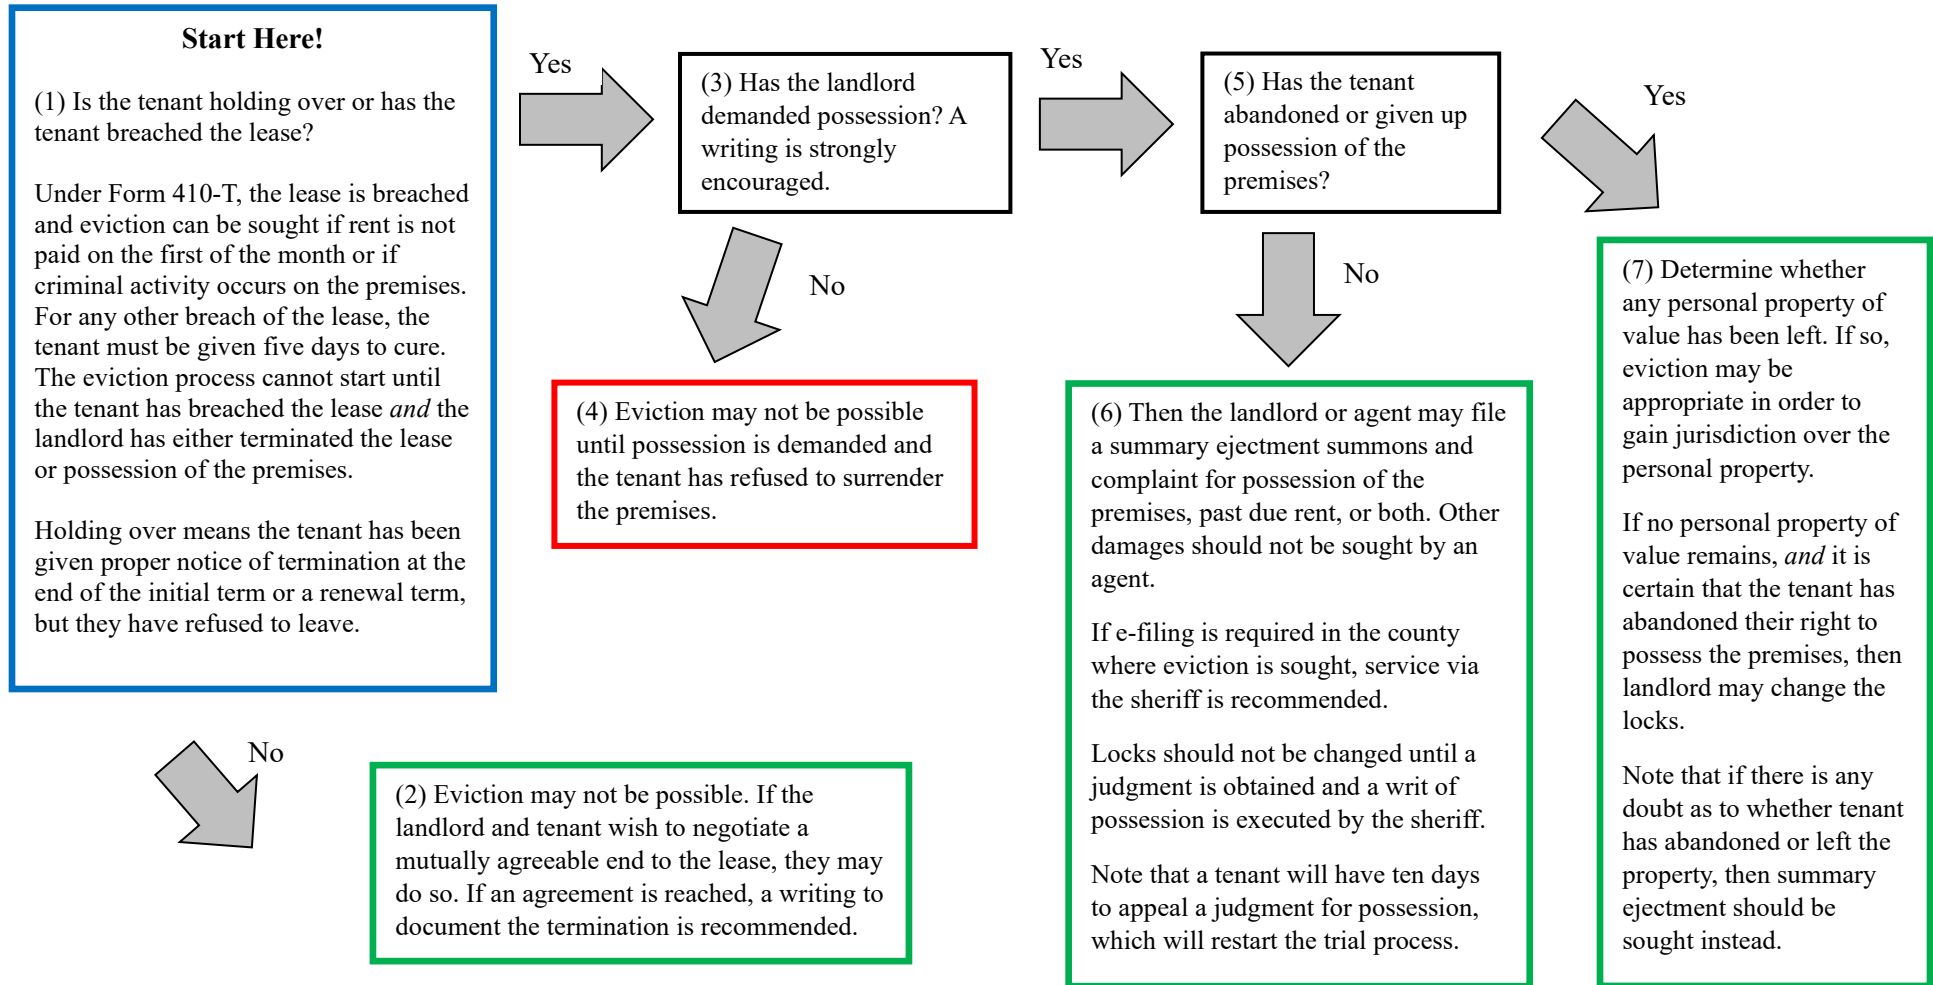 Start Here!
(1) Is the tenant holding over or has the
tenant breached the lease?
Under Form 410-T, the lease is breached
and eviction can be sought if rent is not
paid on the first of the month or if
criminal activity occurs on the premises.
For any other breach of the lease, the
tenant must be given five days to cure.
The eviction process cannot start until
the tenant has breached the lease and the
landlord has either terminated the lease
or possession of the premises.
Holding over means the tenant has been
given proper notice of termination at the
end of the initial term or a renewal term,
but they have refused to leave.
No
(2) Eviction may not be possible. If the
landlord and tenant wish to negotiate a
mutually agreeable end to the lease, they may
do so. If an agreement is reached, a writing to
document the termination is recommended.
Yes
(3) Has the landlord
demanded possession? A
writing is strongly
encouraged.
No
(4) Eviction may not be possible
until possession is demanded and
the tenant has refused to surrender
the premises.
Yes
(5) Has the tenant
abandoned or given up
possession of the
premises?
No
(6) Then the landlord or agent may file
a summary ejectment summons and
complaint for possession of the
premises, past due rent, or both. Other
damages should not be sought by an
agent.
If e-filing is required in the county
where eviction is sought, service via
the sheriff is recommended.
Locks should not be changed until a
judgment is obtained and a writ of
possession is executed by the sheriff.
Note that a tenant will have ten days
to appeal a judgment for possession,
which will restart the trial process.
Yes
(7) Determine whether
any personal property of
value has been left. If so,
eviction may be
appropriate in order to
gain jurisdiction over the
personal property.
If no personal property of
value remains, and it is
certain that the tenant has
abandoned their right to
possess the premises, then
landlord may change the
locks.
Note that if there is any
doubt as to whether tenant
has abandoned or left the
property, then summary
ejectment should be
sought instead.